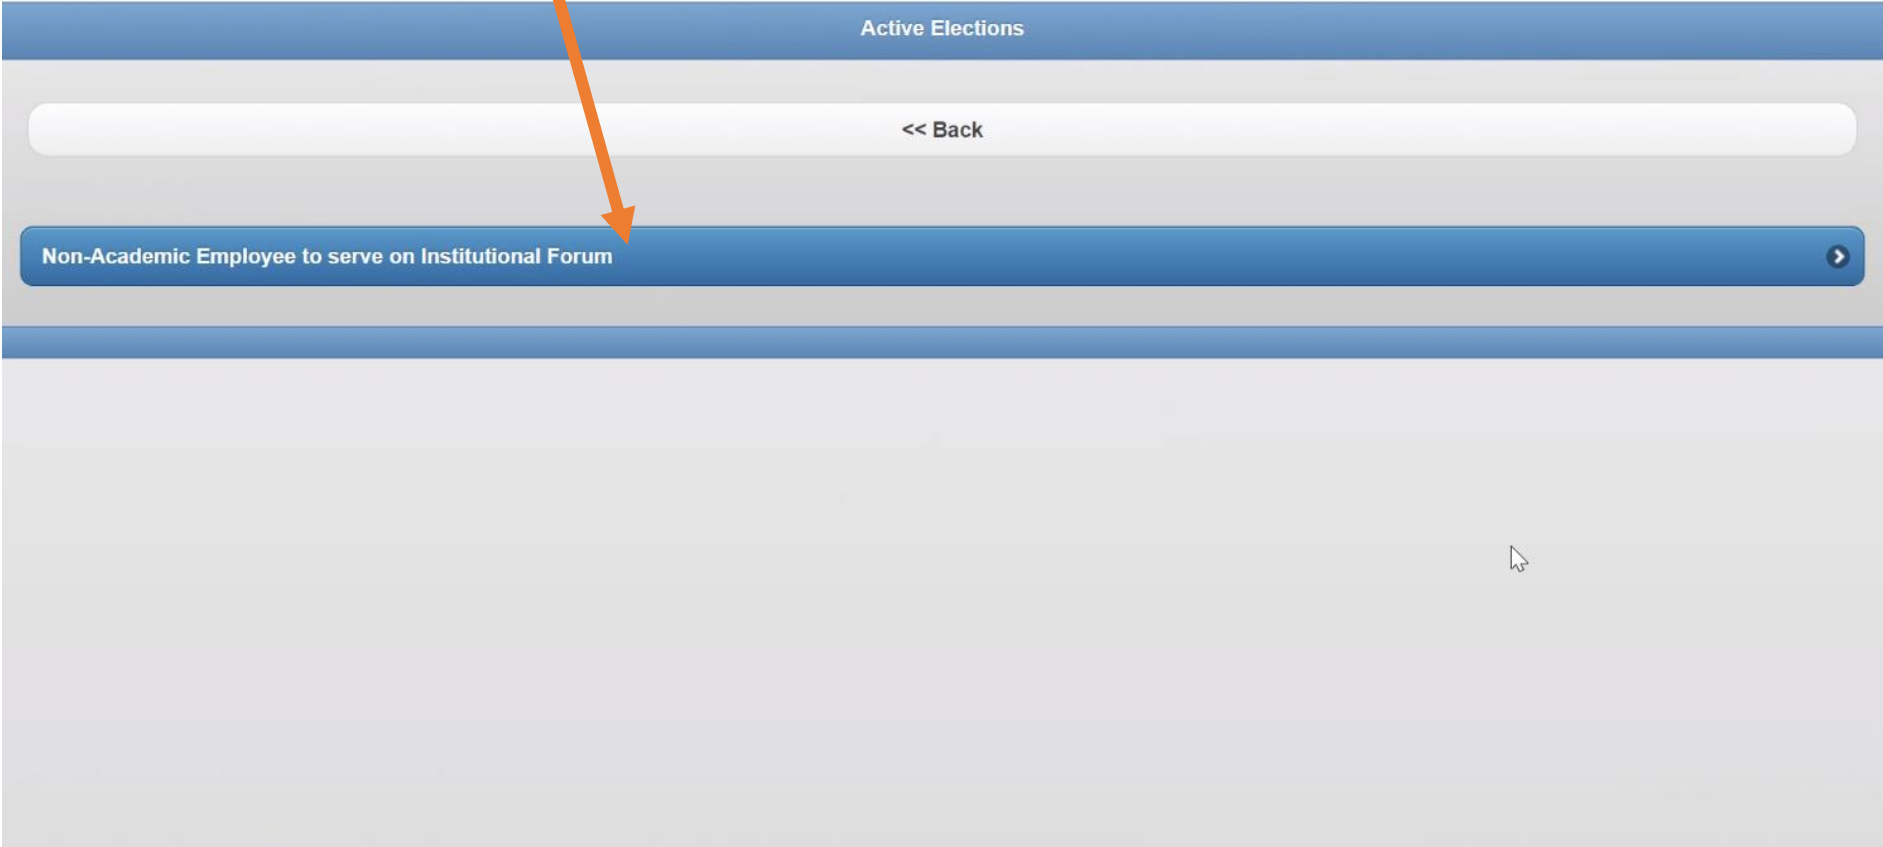 Active Elections
<< Back
Non-Academic Employee to serve on Institutional Forum